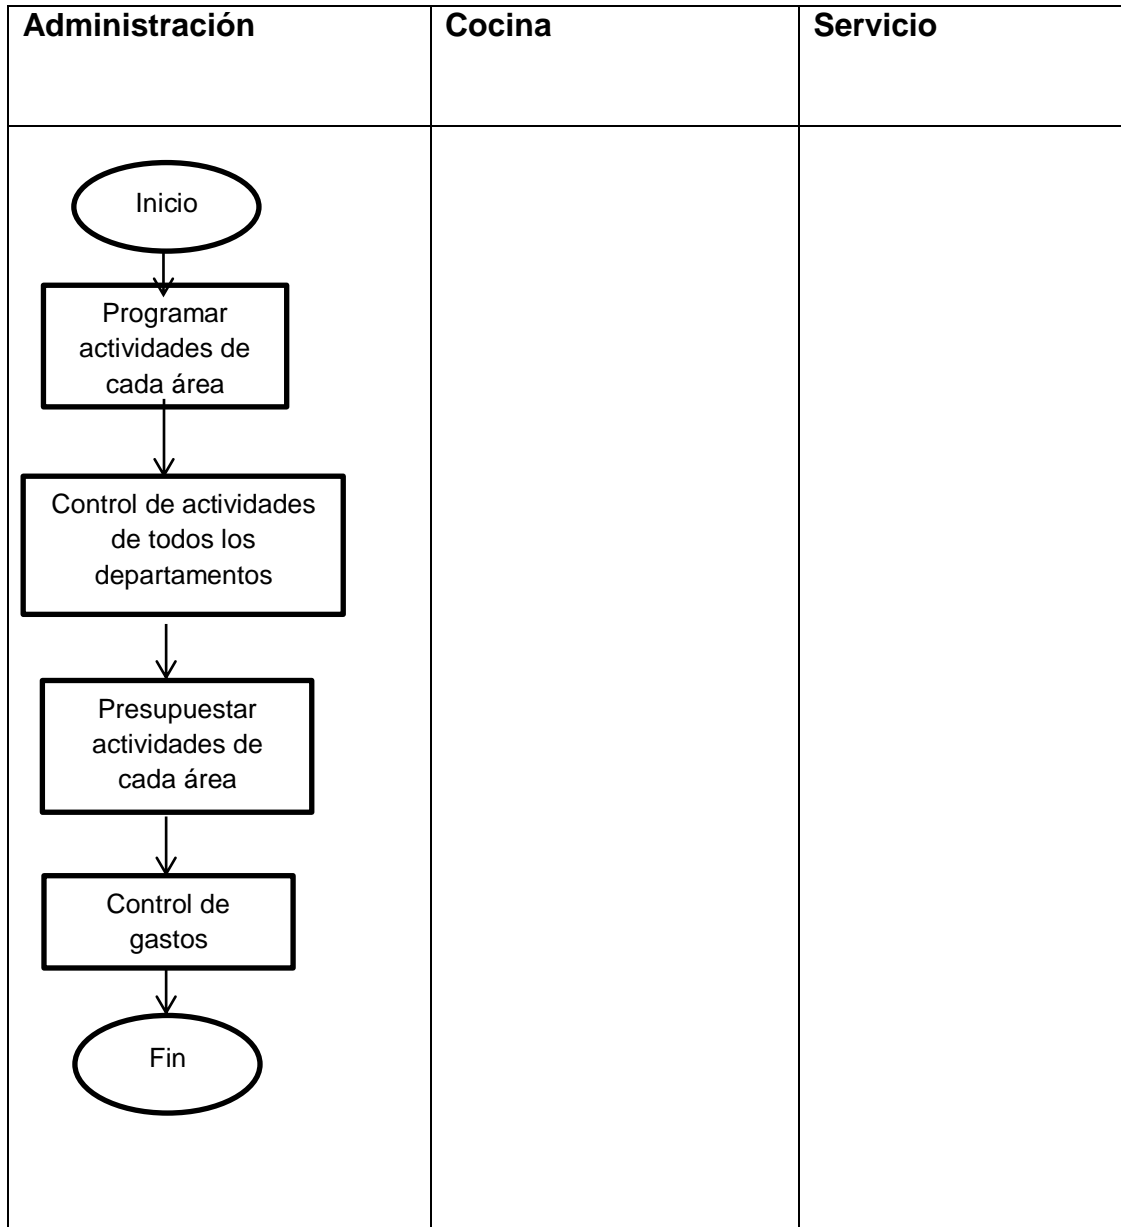 Administración
Cocina
Servicio
Inicio
Programar
actividades de
cada área
Control de actividades
de todos los
departamentos
Presupuestar
actividades de
cada área
Control de
gastos
Fin